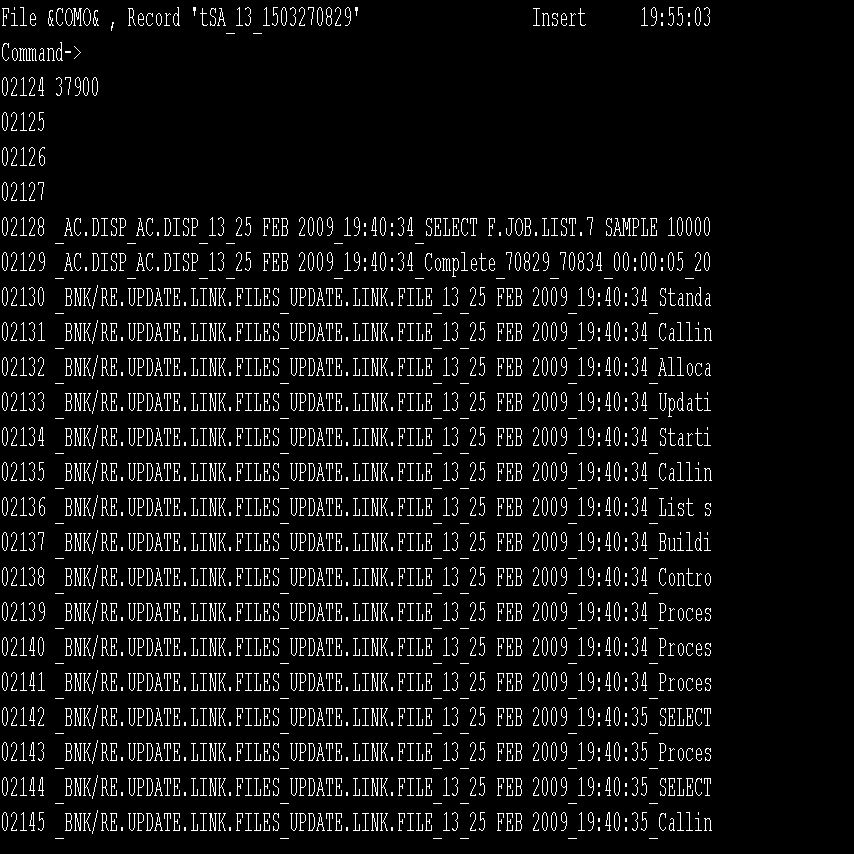 File &COMO& , Record 'tSA_13_1503270829' Insert 19:55:03
Command->
02124 37900
02125
02126
02127
02128 _AC.DISP_AC.DISP_13_25 FEB 2009_19:40:34_SELECT F.JOB.LIST.7 SAMPLE 10000
02129 _AC.DISP_AC.DISP_13_25 FEB 2009_19:40:34_Complete_70829_70834_00:00:05_20
02130 _BNK/RE.UPDATE.LINK.FILES_UPDATE.LINK.FILE_13_25 FEB 2009_19:40:34_Standa
02131 _BNK/RE.UPDATE.LINK.FILES_UPDATE.LINK.FILE_13_25 FEB 2009_19:40:34_Callin
02132 _BNK/RE.UPDATE.LINK.FILES_UPDATE.LINK.FILE_13_25 FEB 2009_19:40:34_Alloca
02133 _BNK/RE.UPDATE.LINK.FILES_UPDATE.LINK.FILE_13_25 FEB 2009_19:40:34_Updati
02134 _BNK/RE.UPDATE.LINK.FILES_UPDATE.LINK.FILE_13_25 FEB 2009_19:40:34_Starti
02135 _BNK/RE.UPDATE.LINK.FILES_UPDATE.LINK.FILE_13_25 FEB 2009_19:40:34_Callin
02136 _BNK/RE.UPDATE.LINK.FILES_UPDATE.LINK.FILE_13_25 FEB 2009_19:40:34_List s
02137 _BNK/RE.UPDATE.LINK.FILES_UPDATE.LINK.FILE_13_25 FEB 2009_19:40:34_Buildi
02138 _BNK/RE.UPDATE.LINK.FILES_UPDATE.LINK.FILE_13_25 FEB 2009_19:40:34_Contro
02139 _BNK/RE.UPDATE.LINK.FILES_UPDATE.LINK.FILE_13_25 FEB 2009_19:40:34_Proces
02140 _BNK/RE.UPDATE.LINK.FILES_UPDATE.LINK.FILE_13_25 FEB 2009_19:40:34_Proces
02141 _BNK/RE.UPDATE.LINK.FILES_UPDATE.LINK.FILE_13_25 FEB 2009_19:40:34_Proces
02142 _BNK/RE.UPDATE.LINK.FILES_UPDATE.LINK.FILE_13_25 FEB 2009_19:40:35_SELECT
02143 _BNK/RE.UPDATE.LINK.FILES_UPDATE.LINK.FILE_13_25 FEB 2009_19:40:35_Proces
02144 _BNK/RE.UPDATE.LINK.FILES_UPDATE.LINK.FILE_13_25 FEB 2009_19:40:35_SELECT
02145 _BNK/RE.UPDATE.LINK.FILES_UPDATE.LINK.FILE_13_25 FEB 2009_19:40:35_Callin